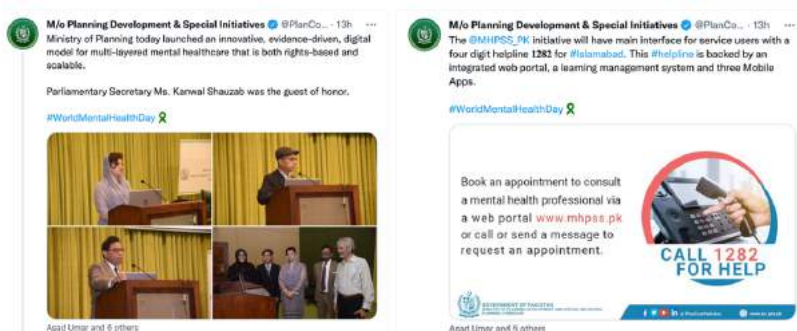 M/o Planning Development & Special Initiatives @PlanCo... · 13h ...
Ministry of Planning today launched an innovative, evidence-driven, digital
model for multi-layered mental healthcare that is both rights-based and
scalable.
Parliamentary Secretary Ms. Kanwal Shauzab was the guest of honor.
#WorldMentalHealthDay
Asad Umar and 6 others
M/o Planning Development & Special Initiatives @PlanCo... · 13h ...
The @MHPSS_PK initiative will have main interface for service users with a
four digit helpline 1282 for #Islamabad. This #helpline is backed by an
integrated web portal, a learning management system and three Mobile
Apps.
#WorldMentalHealthDay
Book an appointment to consult
a mental health professional via
a web portal www.mhpss.pk
or call or send a message to
request an appointment.
CALL 1282
FOR HELP
GOVERNMENT OF PAKISTAN
Asad Umar and 5 others